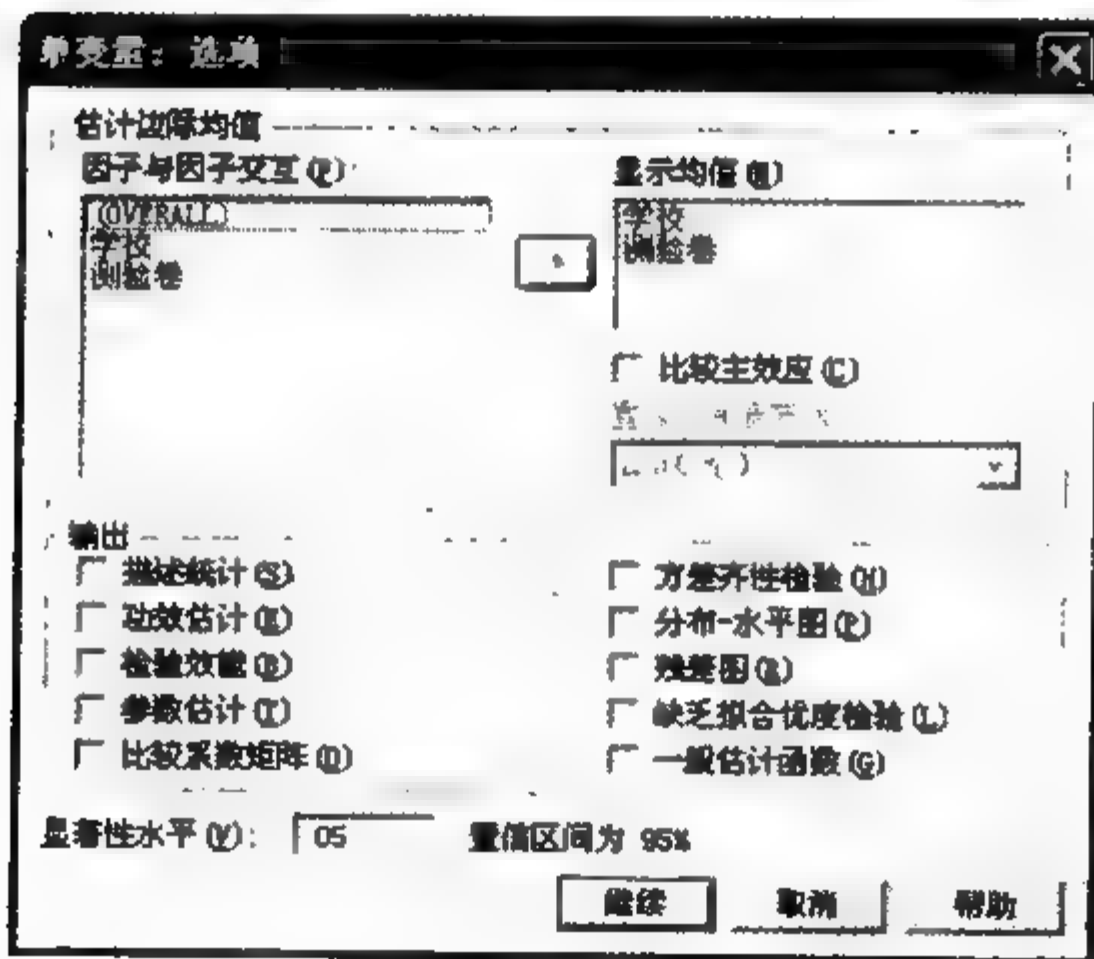 单变量：选项
估计边际均值
因子与因子交互(F):
(OVERALL)
学校
测验卷
显示均值(M)
学校
测验卷
比较主效应(C)
输出
描述统计(S)
功效估计(E)
检验效能(B)
参数估计(T)
比较系数矩阵(O)
方差齐性检验(H)
分布-水平图(P)
残差图(R)
缺乏拟合优度检验(L)
一般估计函数(G)
显著性水平(V): 05 置信区间为 95%
继续 取消 帮助